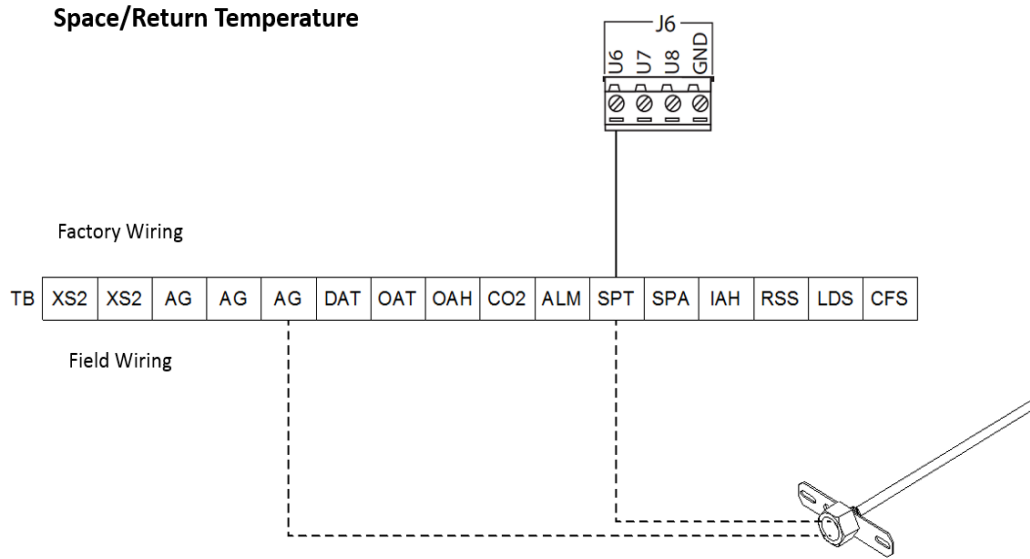 Space/Return Temperature
J6
U6 U7 U8 GND
Factory Wiring
TB XS2 XS2 AG AG AG DAT OAT OAH CO2 ALM SPT SPA IAH RSS LDS CFS
Field Wiring